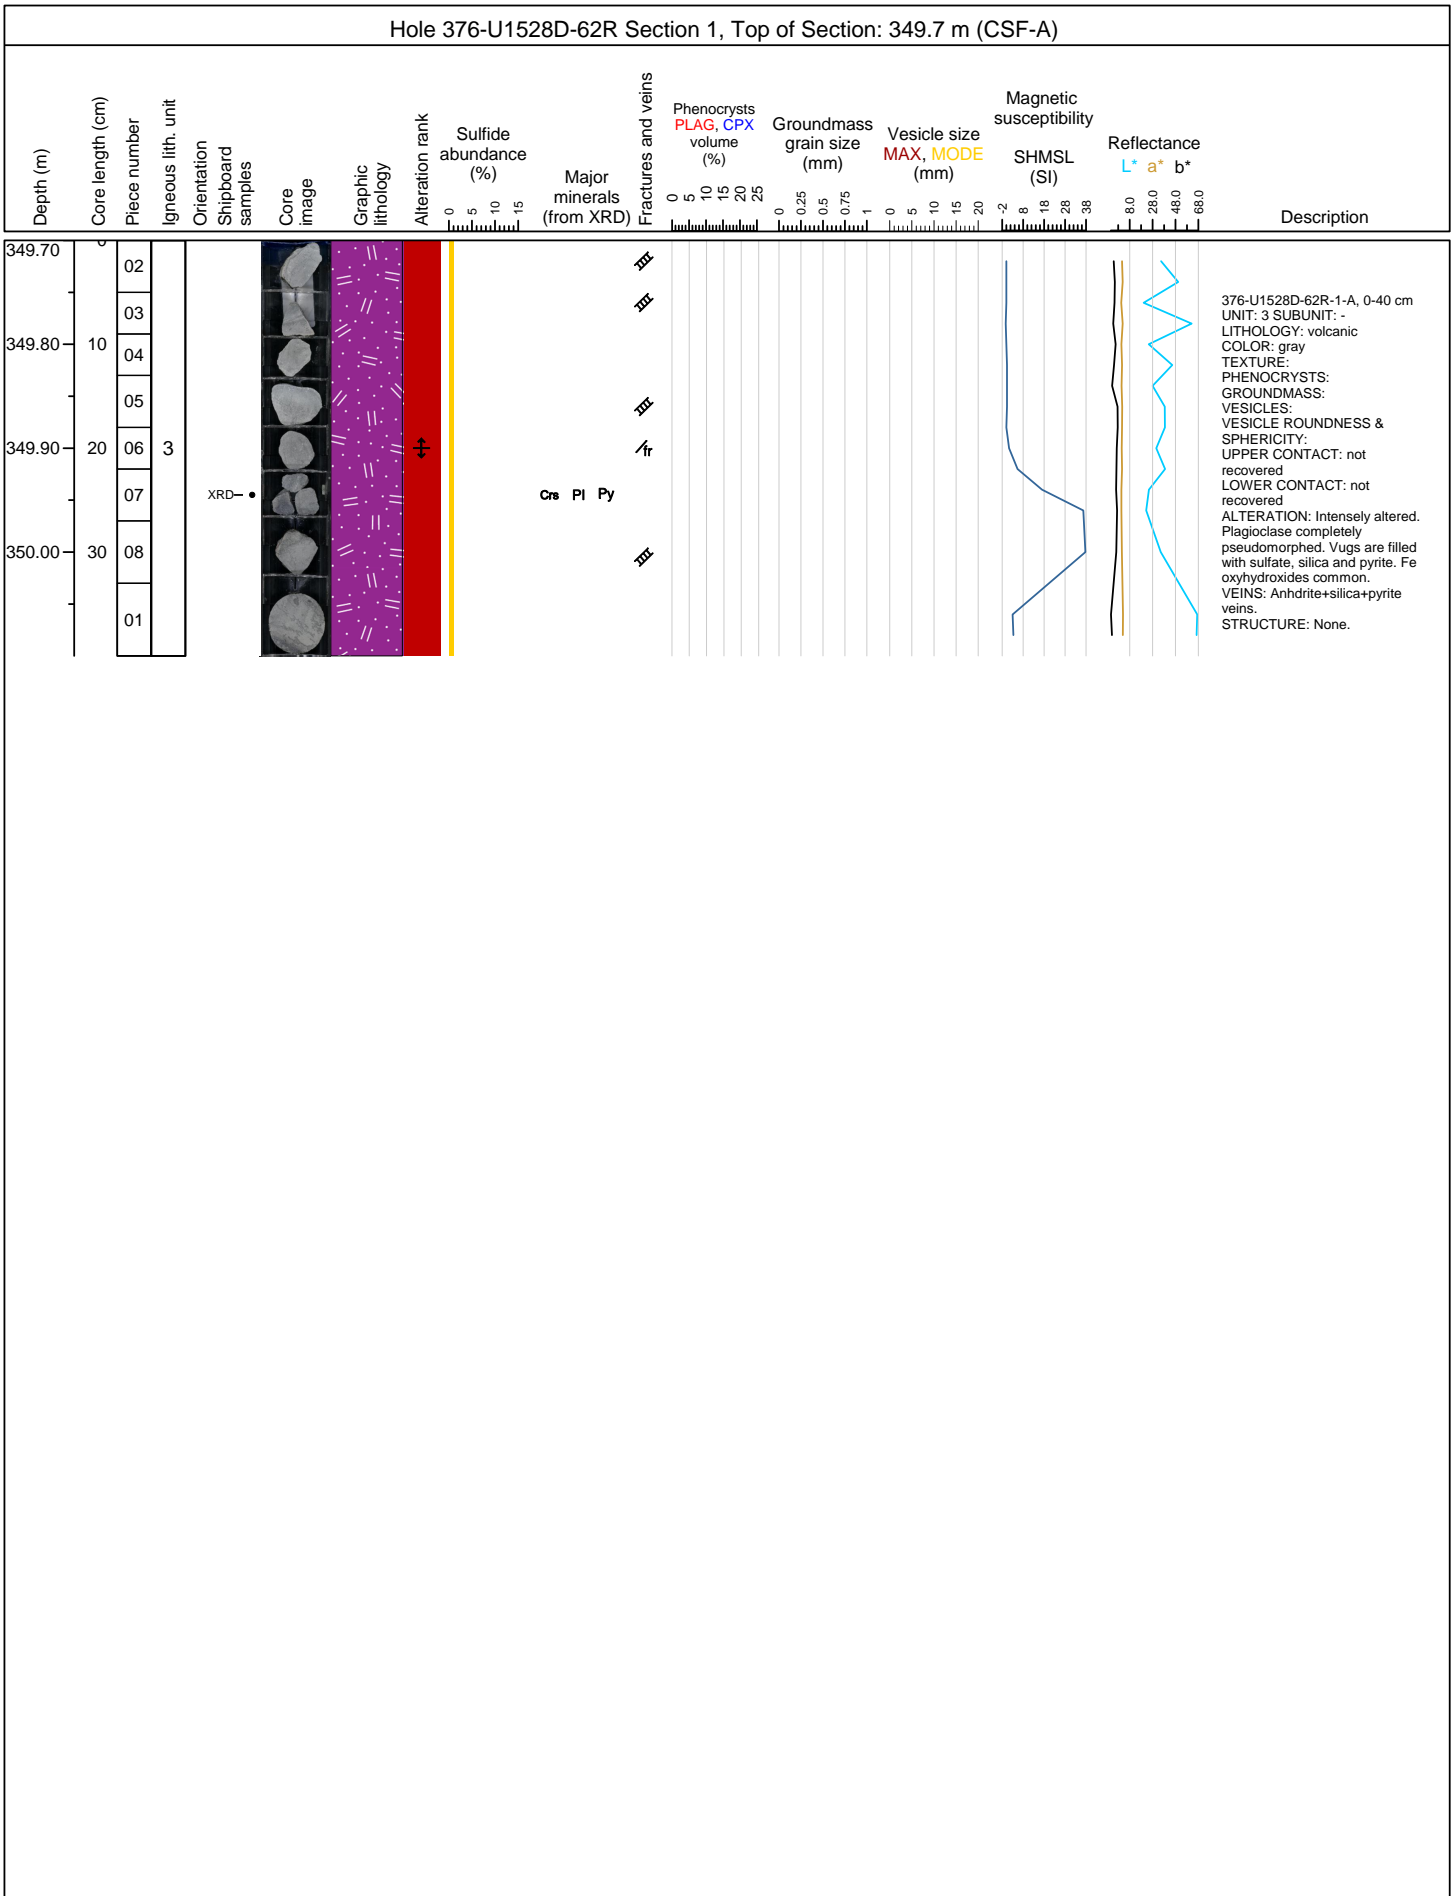 Hole 376-U1528D-62R Section 1, Top of Section: 349.7 m (CSF-A)
Depth (m)
Core length (cm)
Piece number
Igneous lith. unit
Orientation
Shipboard
samples
Core
image
Graphic
lithology
Alteration rank
Sulfide
abundance
(%)
0 5 10 15
Major
minerals
(from XRD)
Fractures and veins
Phenocrysts
PLAG, CPX
volume
(%)
0 5 10 15 20 25
Groundmass
grain size
(mm)
0 0.25 0.5 0.75 1
Vesicle size
MAX, MODE
(mm)
0 5 10 15 20
Magnetic
susceptibility
SHMSL
(SI)
-2 8 18 28 38
Reflectance
L* a* b*
8.0 28.0 48.0 68.0
Description
349.70
349.80
349.90
350.00
0
10
20
30
02
03
04
05
06
07
08
01
3
XRD
Crs Pl Py
fr
376-U1528D-62R-1-A, 0-40 cm
UNIT: 3 SUBUNIT: -
LITHOLOGY: volcanic
COLOR: gray
TEXTURE:
PHENOCRYSTS:
GROUNDMASS:
VESICLES:
VESICLE ROUNDNESS &
SPHERICITY:
UPPER CONTACT: not
recovered
LOWER CONTACT: not
recovered
ALTERATION: Intensely altered.
Plagioclase completely
pseudomorphed. Vugs are filled
with sulfate, silica and pyrite. Fe
oxyhydroxides common.
VEINS: Anhdrite+silica+pyrite
veins.
STRUCTURE: None.